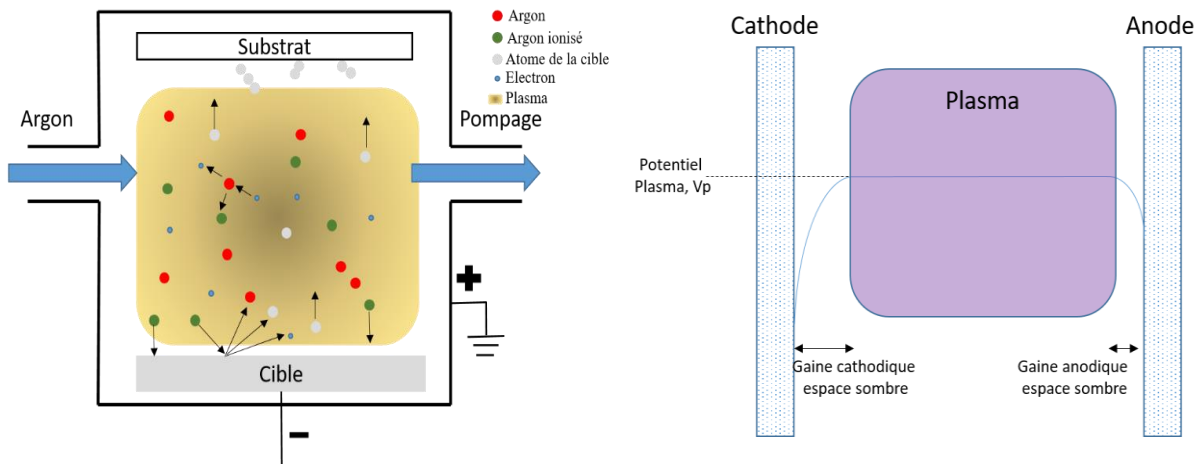 Argon
Argon ionisé
Atome de la cible
Electron
Plasma
Substrat
Argon
Pompage
+
Cible
-
Cathode
Anode
Plasma
Potentiel
Plasma, Vp
Gaine cathodique
espace sombre
Gaine anodique
espace sombre